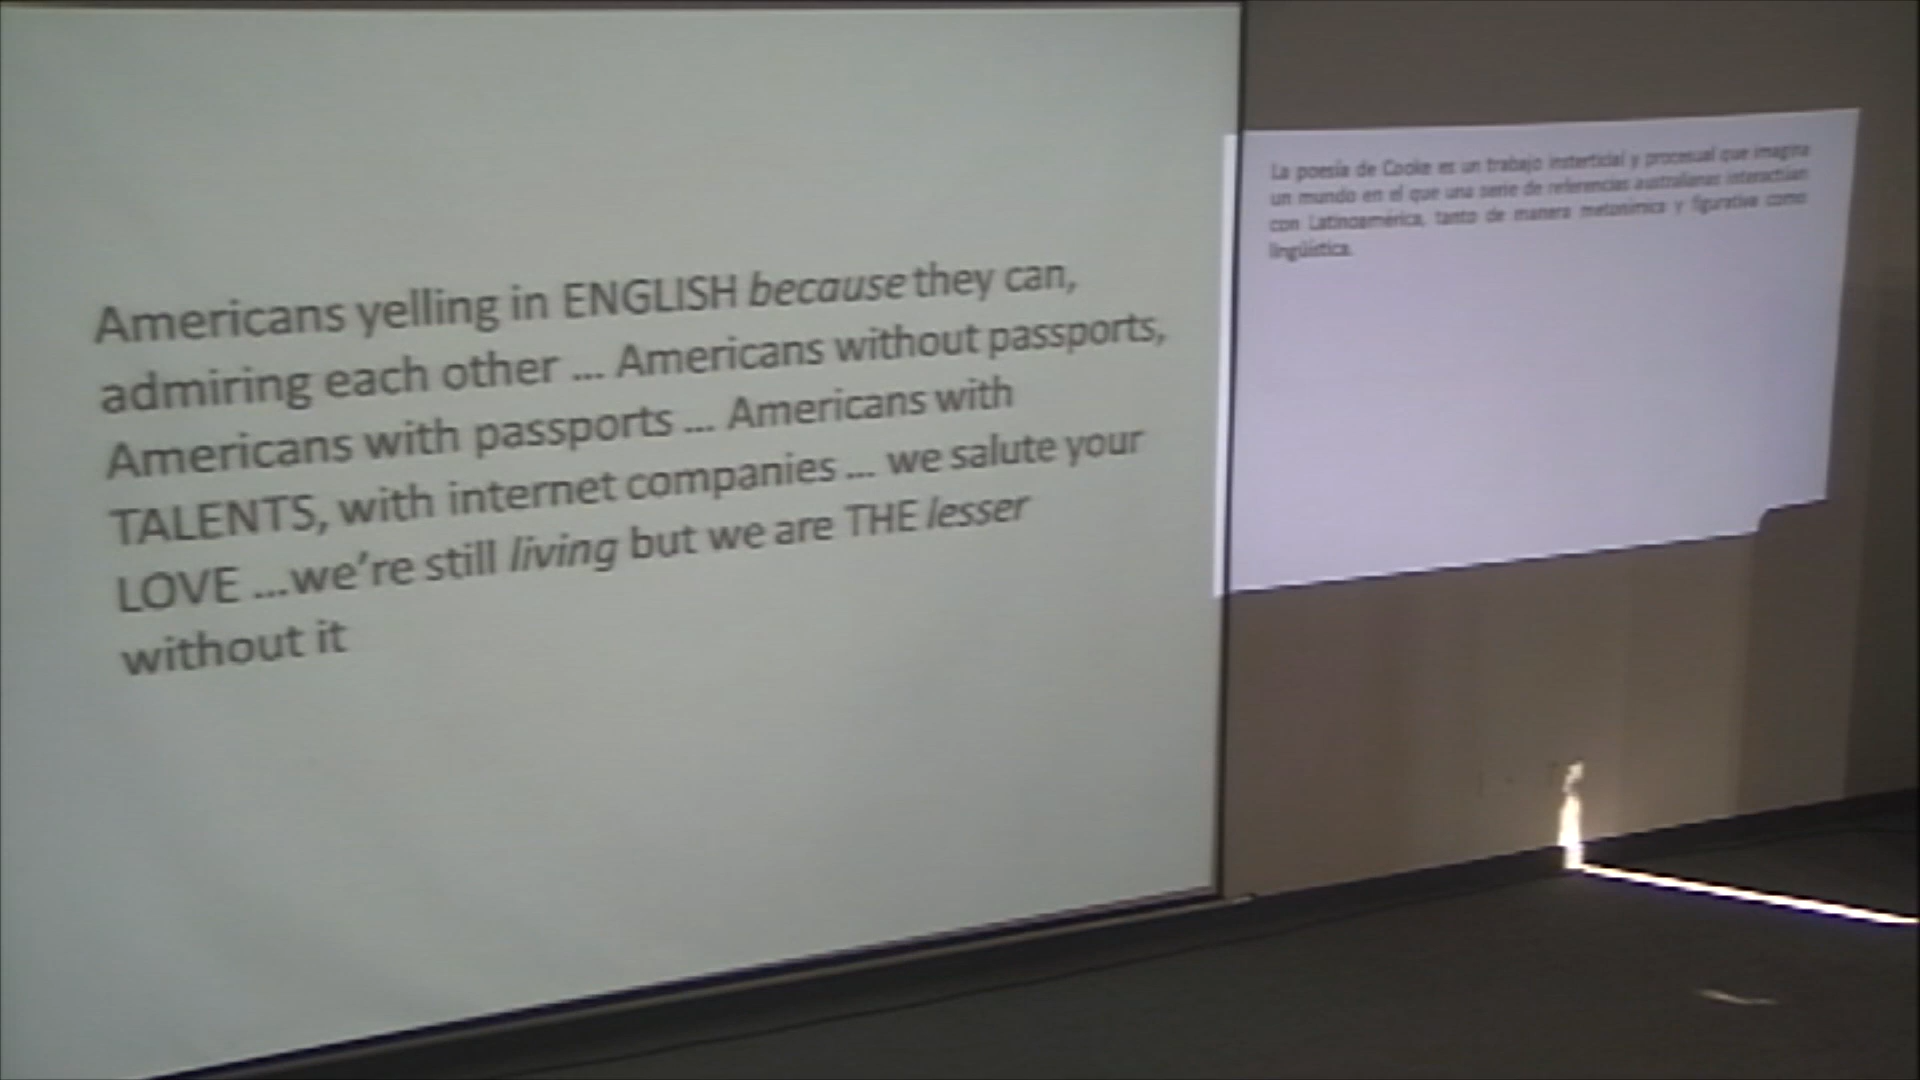 Americans yelling in ENGLISH because they can,
admiring each other ... Americans without passports,
Americans with passports ... Americans with
TALENTS, with internet companies ... we salute your
LOVE ...we're still living but we are THE lesser
without it
La poesía de Cooke es un trabajo insterticial y procesual que imagina
un mundo en el que una serie de referencias australianas interactúan
con Latinoamérica, tanto de manera metonímica y figurativa como
lingüística.